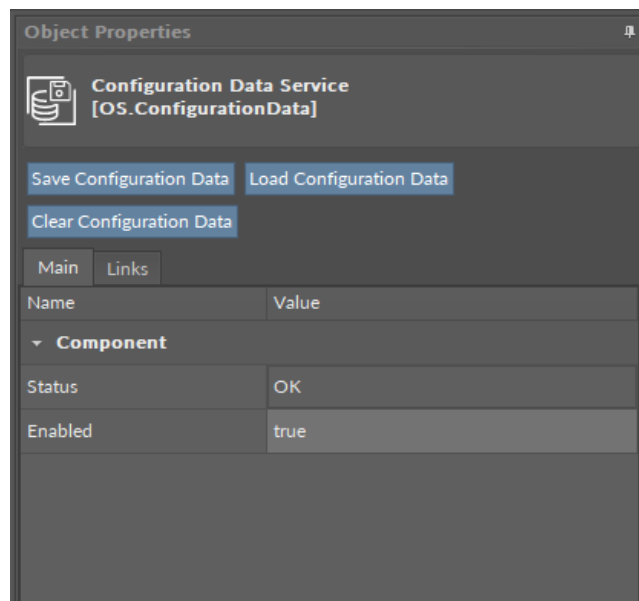 Object Properties
Configuration Data Service
[OS.ConfigurationData]
Save Configuration Data Load Configuration Data
Clear Configuration Data
Main Links
Name Value
Component
Status OK
Enabled true